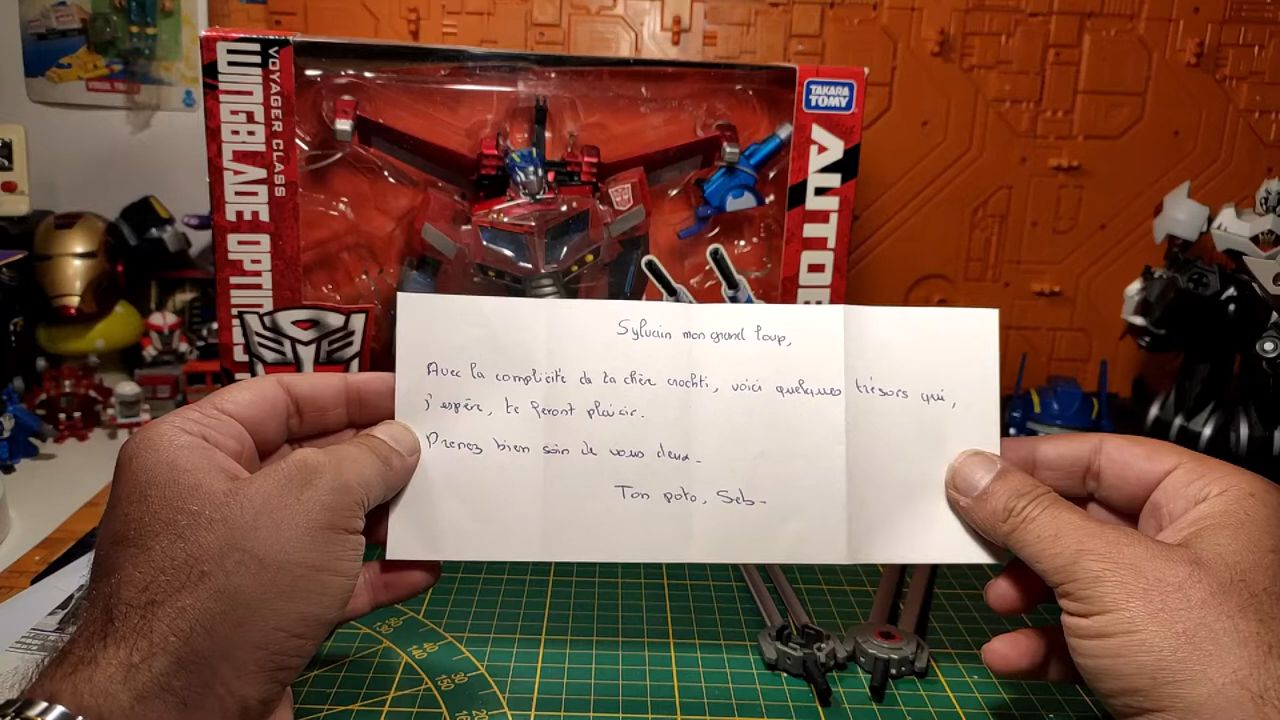 VOYAGER CLASS
WINGBLADE OPTIMUS
TAKARA
TOMY
AUTOB
Sylvain mon grand loup,
Avec la complicité de ta chère crochti, voici quelques trésors qui,
j'espère, te feront plaisir.
Prenez bien soin de vous deux.
Ton poto, Seb-